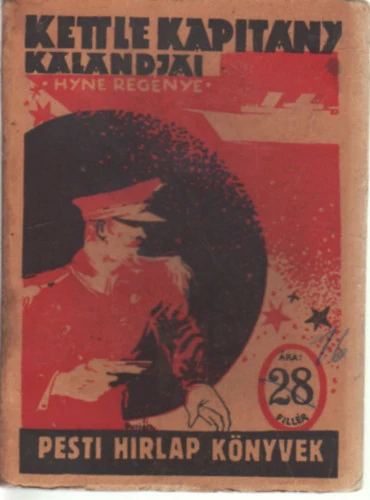 KETTLE KAPITÁNY
KALANDJAI
· HYNE REGÉNYE ·
ÁRA:
28
FILLÉR
PESTI HIRLAP KÖNYVEK